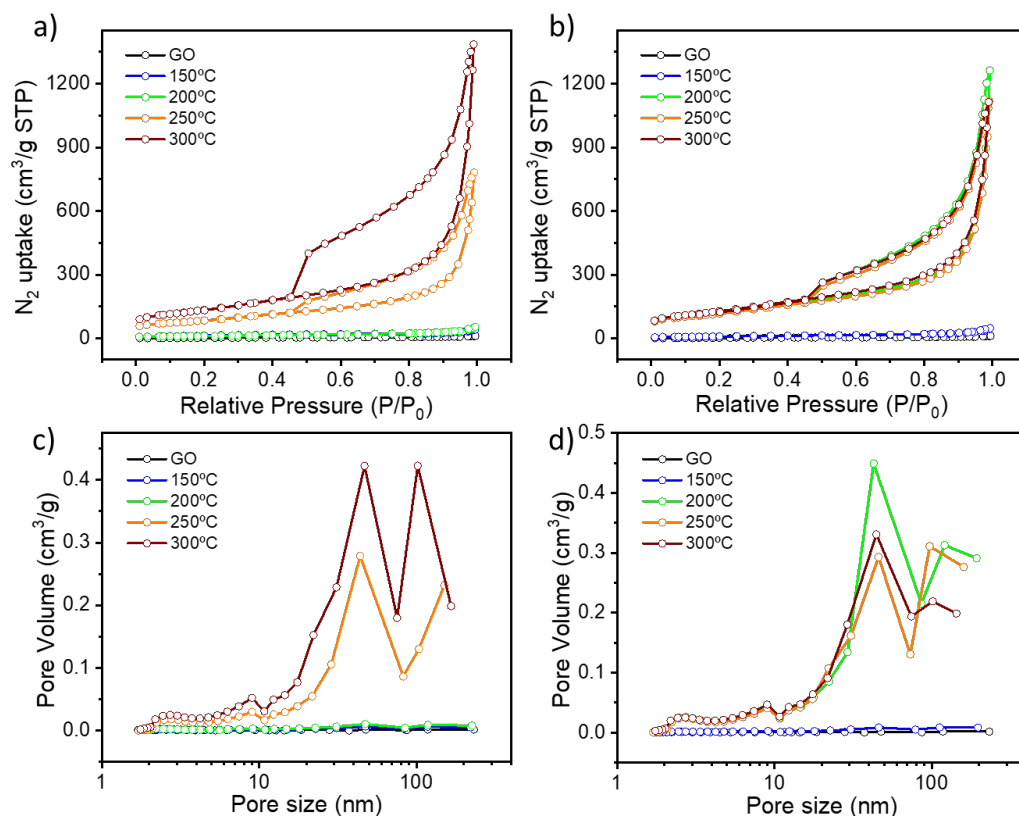 a)
GO
150ºC
200ºC
250ºC
300ºC
N2 uptake (cm3/g STP)
1200
900
600
300
0
0.0 0.2 0.4 0.6 0.8 1.0
Relative Pressure (P/P0)
b)
GO
150ºC
200ºC
250ºC
300ºC
N2 uptake (cm3/g STP)
1200
900
600
300
0
0.0 0.2 0.4 0.6 0.8 1.0
Relative Pressure (P/P0)
c)
GO
150ºC
200ºC
250ºC
300ºC
Pore Volume (cm3/g)
0.4
0.3
0.2
0.1
0.0
1 10 100
Pore size (nm)
d)
GO
150ºC
200ºC
250ºC
300ºC
Pore Volume (cm3/g)
0.5
0.4
0.3
0.2
0.1
0.0
1 10 100
Pore size (nm)